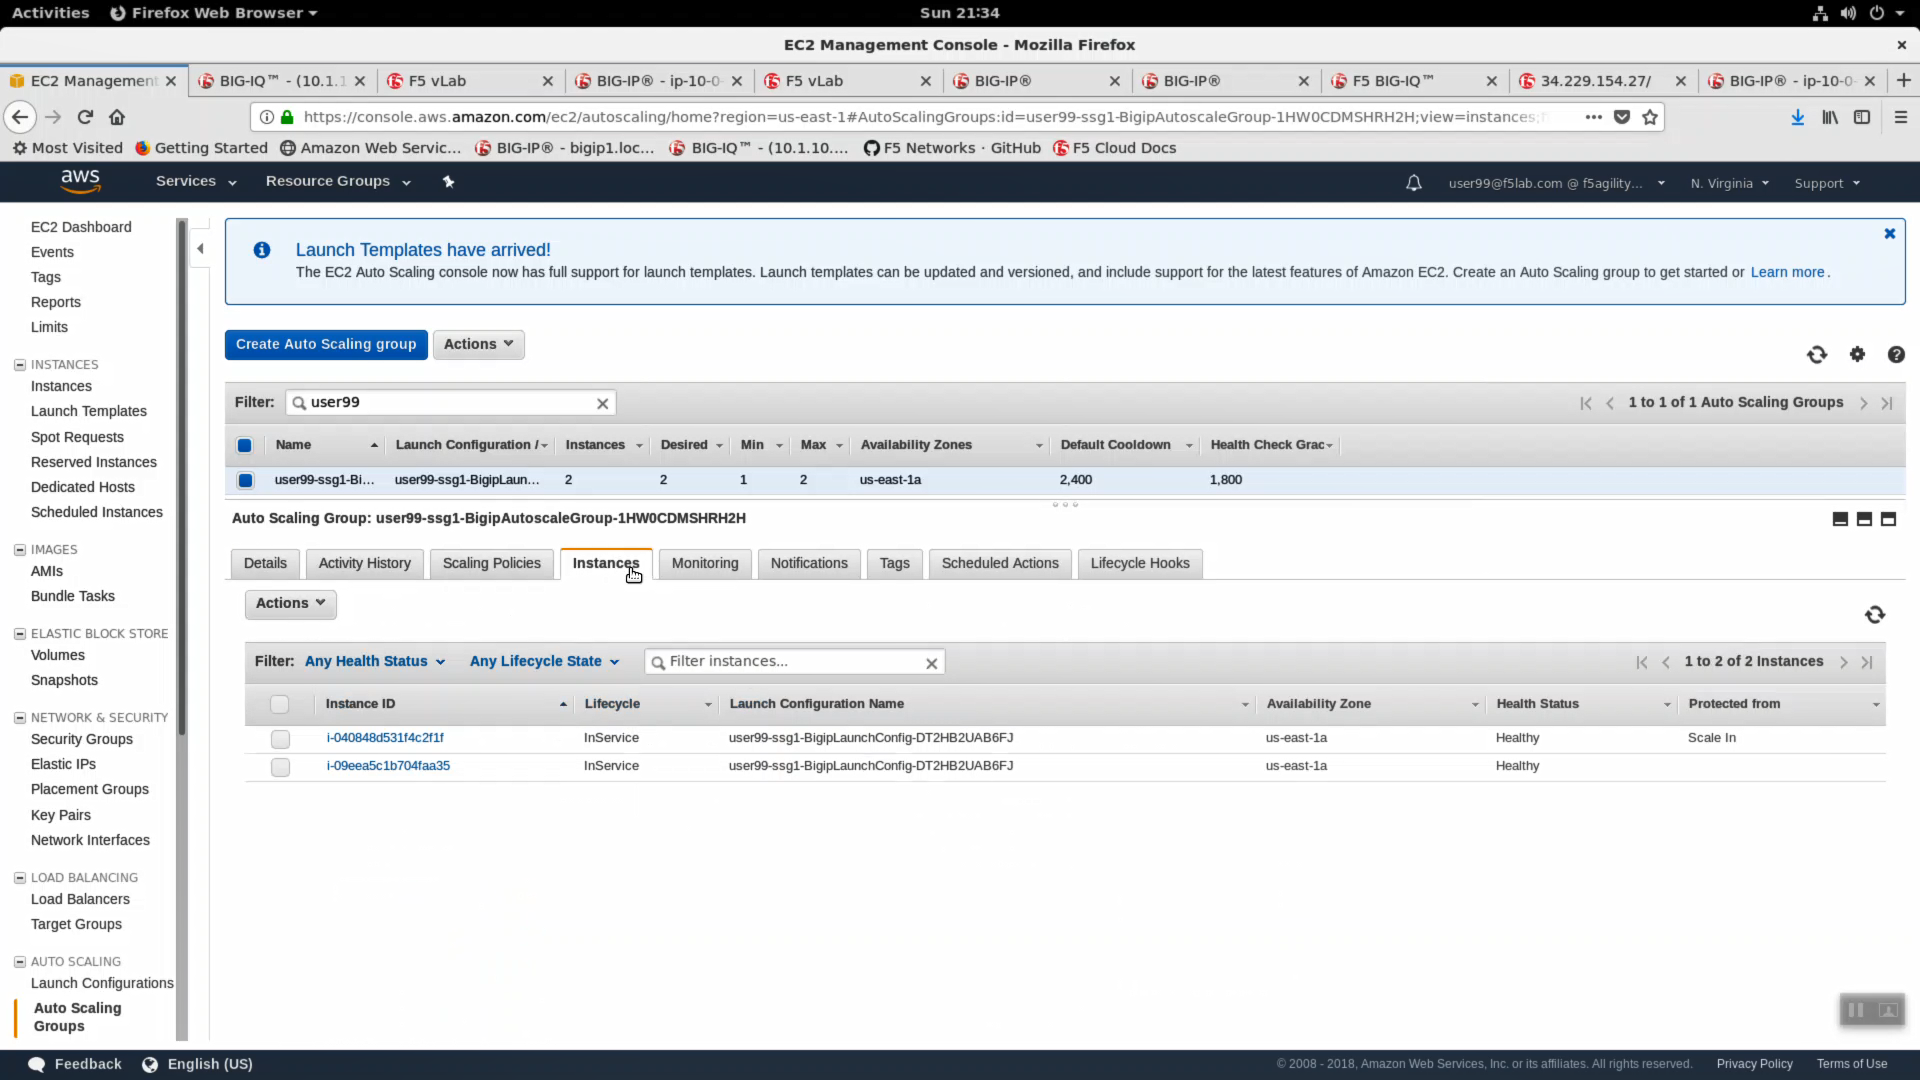 Activities Firefox Web Browser Sun 21:34
EC2 Management Console - Mozilla Firefox
EC2 Management BIG-IQ™ - (10.1.1 F5 vLab BIG-IP® - ip-10-0- F5 vLab BIG-IP® BIG-IP® F5 BIG-IQ™ 34.229.154.27/ BIG-IP® - ip-10-0-
https://console.aws.amazon.com/ec2/autoscaling/home?region=us-east-1#AutoScalingGroups:id=user99-ssg1-BigipAutoscaleGroup-1HW0CDMSHRH2H;view=instances;
Most Visited Getting Started Amazon Web Servic... BIG-IP® - bigip1.loc... BIG-IQ™ - (10.1.10.... F5 Networks · GitHub F5 Cloud Docs
aws Services Resource Groups user99@f5lab.com @ f5agility... N. Virginia Support
EC2 Dashboard
Events
Tags
Reports
Limits
INSTANCES
Instances
Launch Templates
Spot Requests
Reserved Instances
Dedicated Hosts
Scheduled Instances
IMAGES
AMIs
Bundle Tasks
ELASTIC BLOCK STORE
Volumes
Snapshots
NETWORK & SECURITY
Security Groups
Elastic IPs
Placement Groups
Key Pairs
Network Interfaces
LOAD BALANCING
Load Balancers
Target Groups
AUTO SCALING
Launch Configurations
Auto Scaling
Groups
Launch Templates have arrived!
The EC2 Auto Scaling console now has full support for launch templates. Launch templates can be updated and versioned, and include support for the latest features of Amazon EC2. Create an Auto Scaling group to get started or Learn more.
Create Auto Scaling group Actions
Filter: user99 1 to 1 of 1 Auto Scaling Groups
Name Launch Configuration / Instances Desired Min Max Availability Zones Default Cooldown Health Check Grac
user99-ssg1-Bi... user99-ssg1-BigipLaun... 2 2 1 2 us-east-1a 2,400 1,800
Auto Scaling Group: user99-ssg1-BigipAutoscaleGroup-1HW0CDMSHRH2H
Details Activity History Scaling Policies Instances Monitoring Notifications Tags Scheduled Actions Lifecycle Hooks
Actions
Filter: Any Health Status Any Lifecycle State Filter instances... 1 to 2 of 2 Instances
Instance ID Lifecycle Launch Configuration Name Availability Zone Health Status Protected from
i-040848d531f4c2f1f InService user99-ssg1-BigipLaunchConfig-DT2HB2UAB6FJ us-east-1a Healthy Scale In
i-09eea5c1b704faa35 InService user99-ssg1-BigipLaunchConfig-DT2HB2UAB6FJ us-east-1a Healthy
Feedback English (US) © 2008 - 2018, Amazon Web Services, Inc. or its affiliates. All rights reserved. Privacy Policy Terms of Use